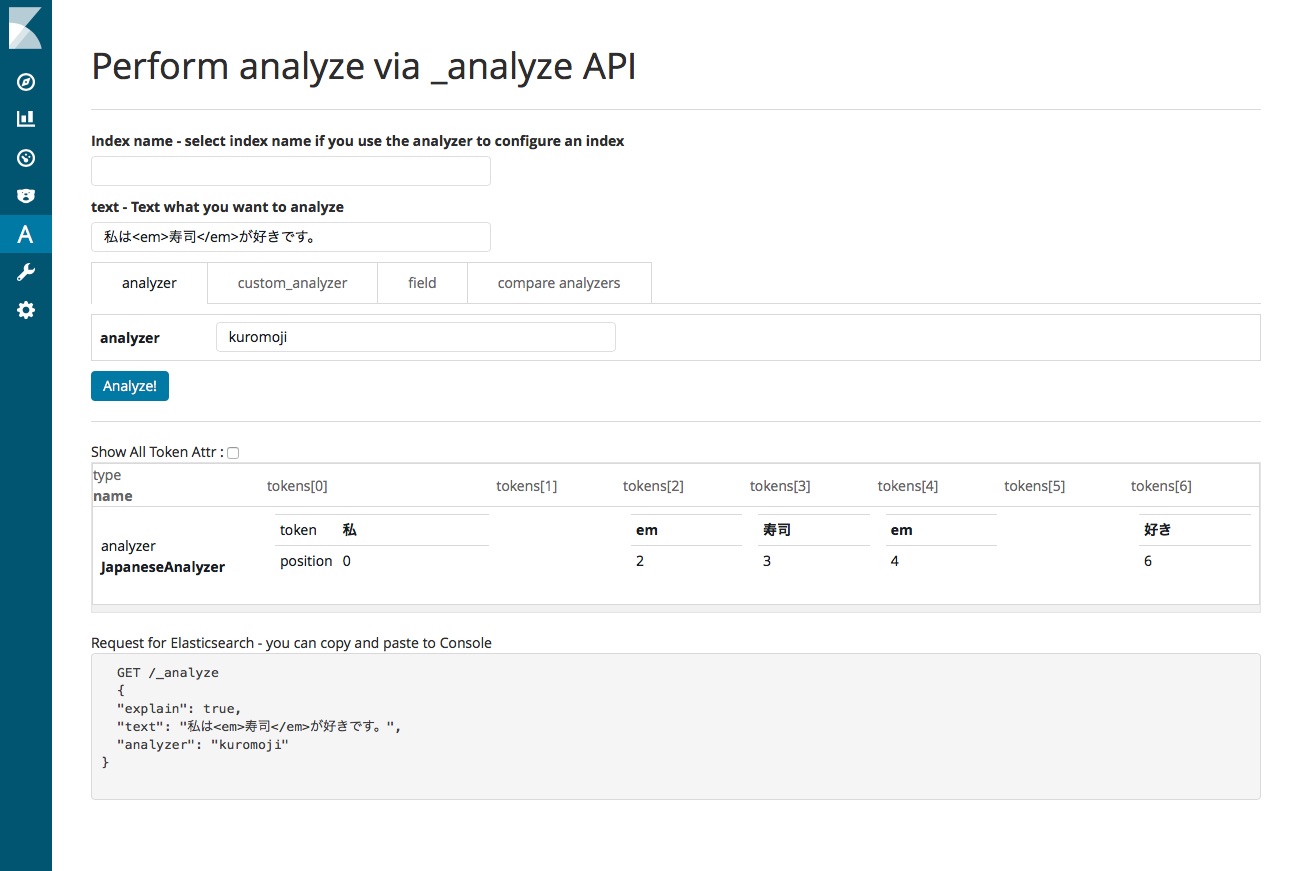 Perform analyze via _analyze API
Index name - select index name if you use the analyzer to configure an index
text - Text what you want to analyze
私は<em>寿司</em>が好きです。
analyzer custom_analyzer field compare analyzers
analyzer kuromoji
Analyze!
Show All Token Attr :
type
name
tokens[0] tokens[1] tokens[2] tokens[3] tokens[4] tokens[5] tokens[6]
token 私 em 寿司 em 好き
analyzer
JapaneseAnalyzer
position 0 2 3 4 6
Request for Elasticsearch - you can copy and paste to Console
GET /_analyze
{
"explain": true,
"text": "私は<em>寿司</em>が好きです。",
"analyzer": "kuromoji"
}